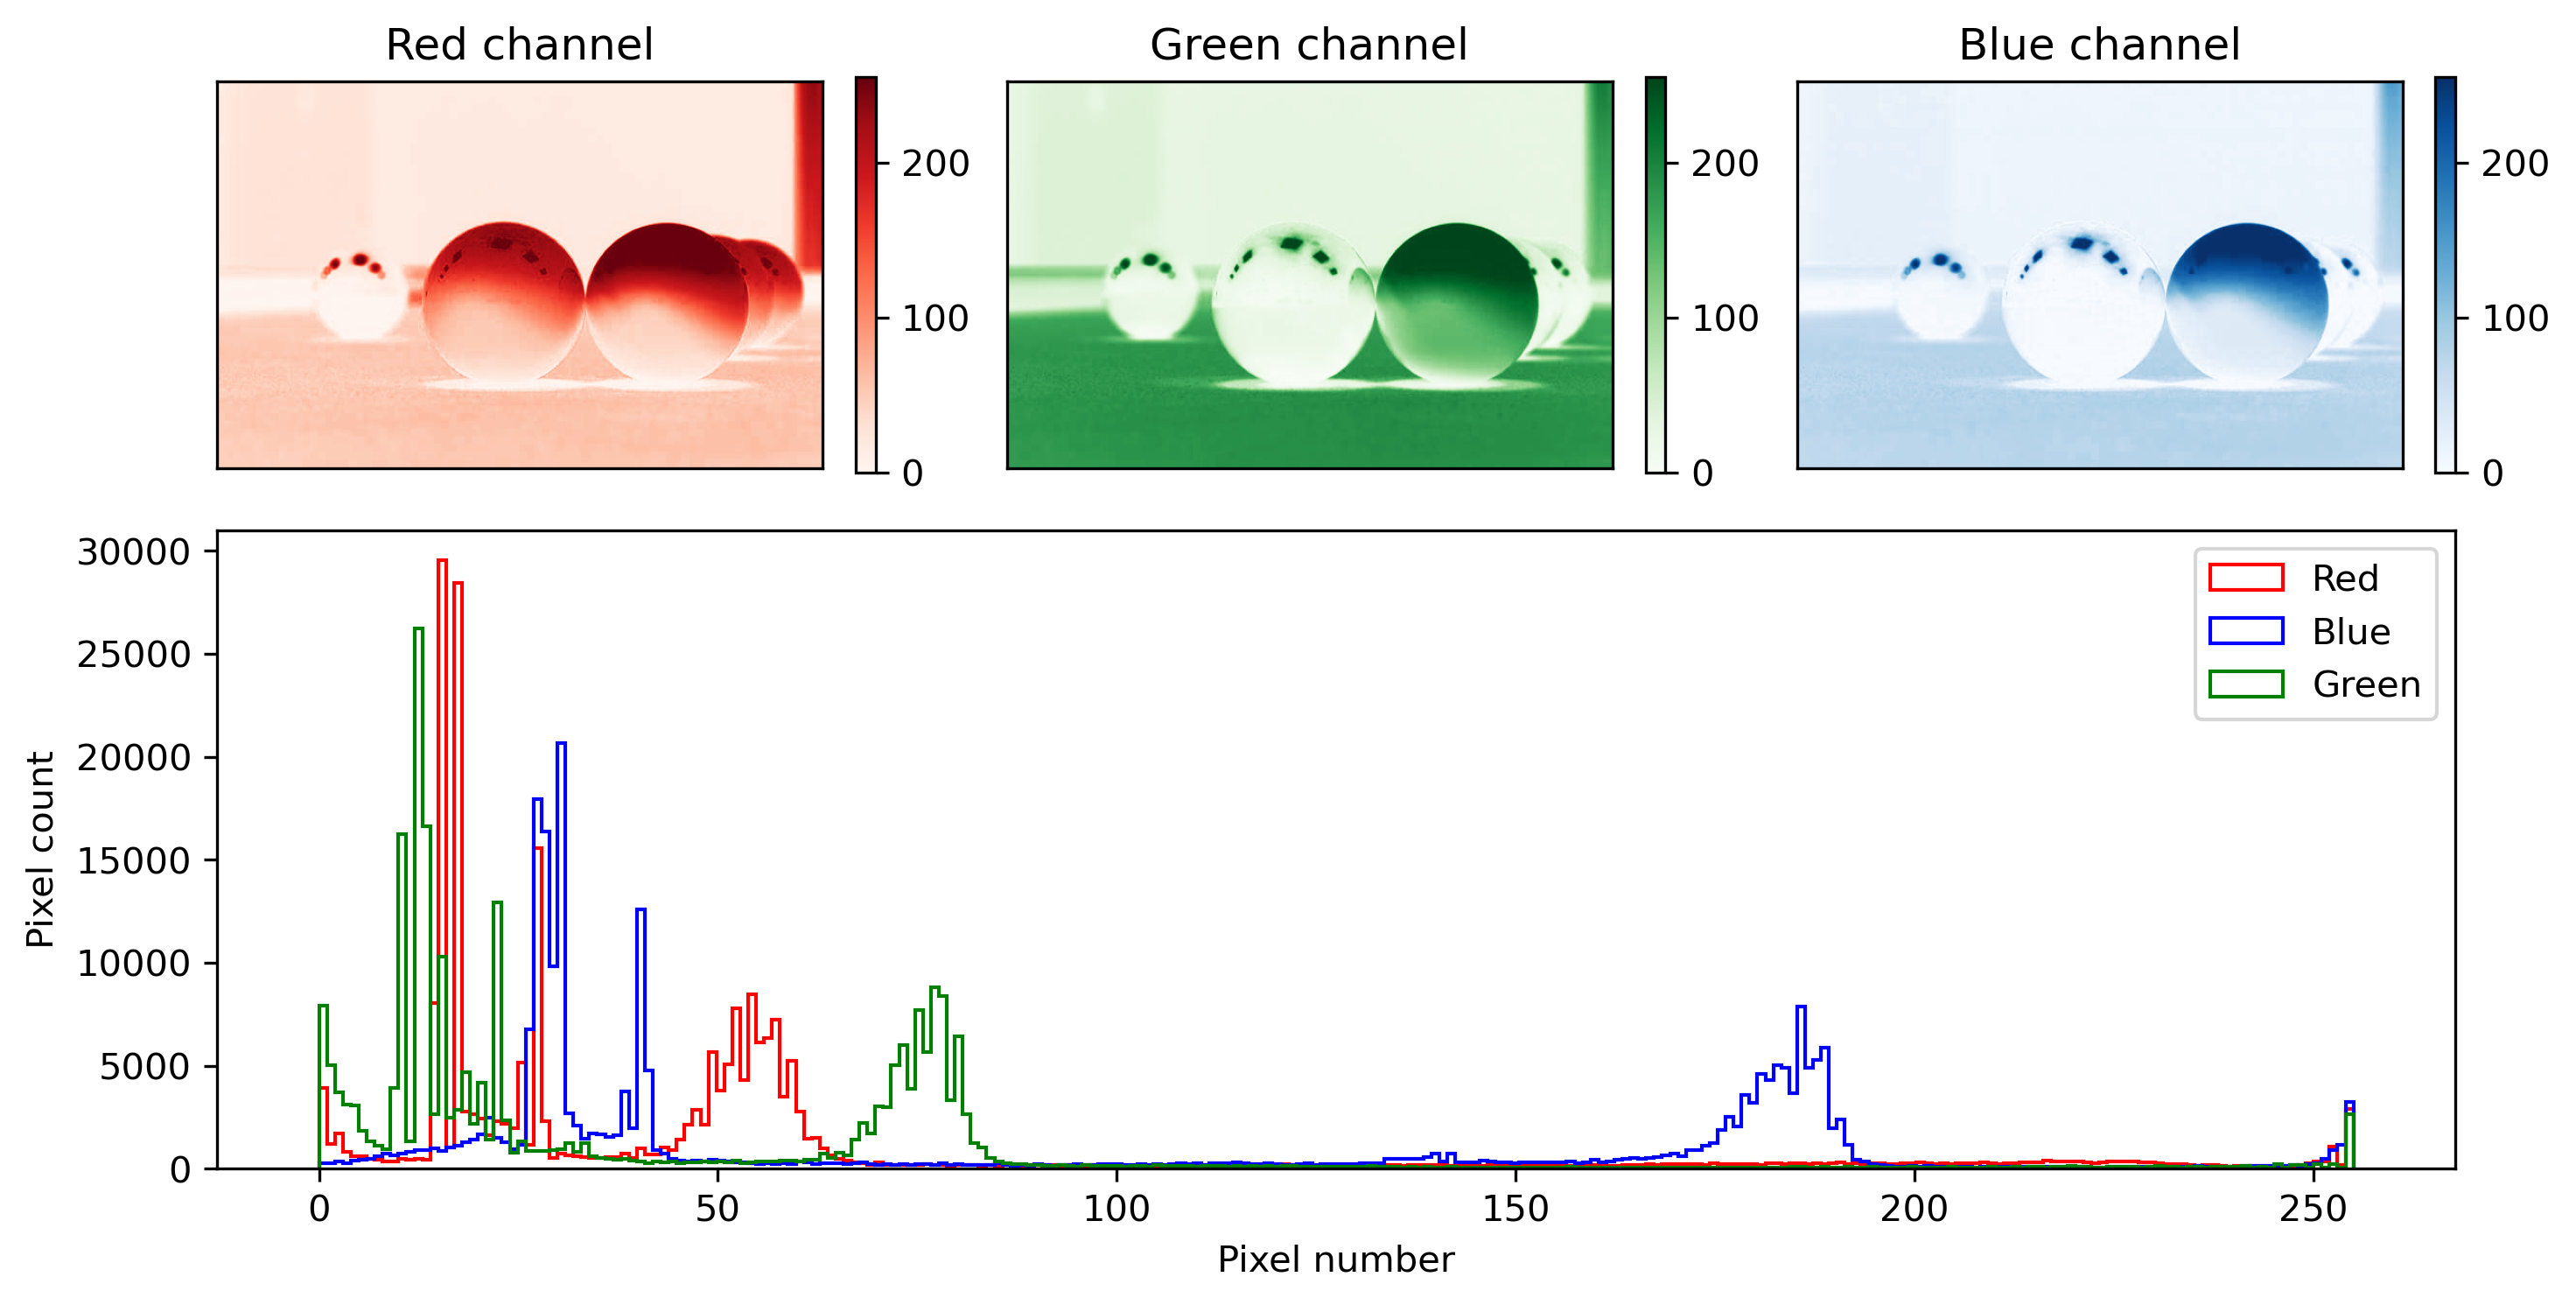 Red channel
Green channel
Blue channel
200
100
0
200
100
0
200
100
0
30000
25000
20000
15000
10000
5000
0
Pixel count
Red
Blue
Green
0 50 100 150 200 250
Pixel number